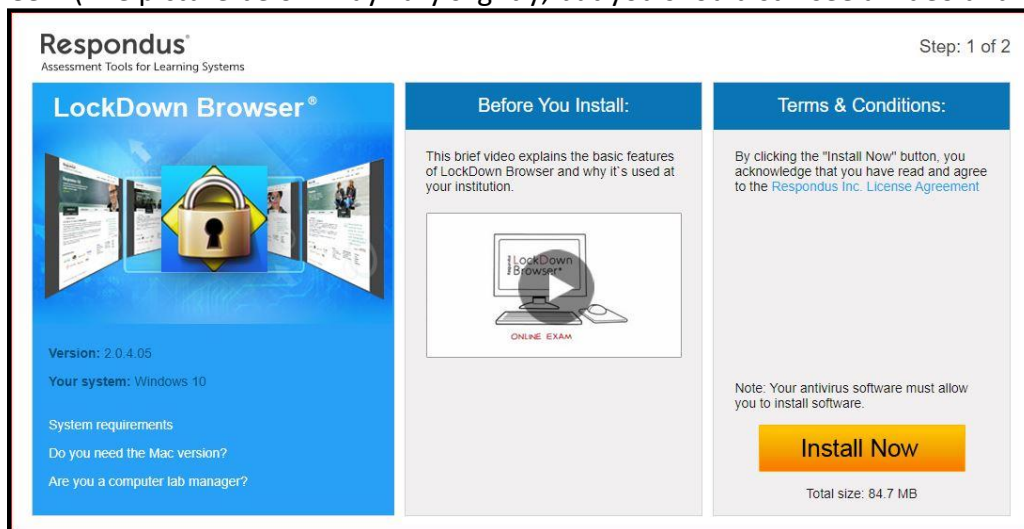 Respondus®
Assessment Tools for Learning Systems
Step: 1 of 2
LockDown Browser®
Version: 2.0.4.05
Your system: Windows 10
System requirements
Do you need the Mac version?
Are you a computer lab manager?
Before You Install:
This brief video explains the basic features
of LockDown Browser and why it`s used at
your institution.
LockDown
Browser
ONLINE EXAM
Terms & Conditions:
By clicking the "Install Now" button, you
acknowledge that you have read and agree
to the Respondus Inc. License Agreement
Note: Your antivirus software must allow
you to install software.
Install Now
Total size: 84.7 MB